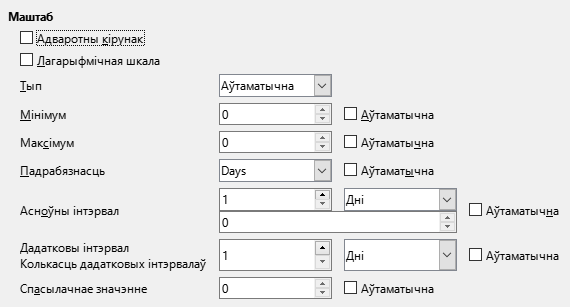 Маштаб
Адваротны кірунак
Лагарыфмічная шкала
Тып Аўтаматычна
Мінімум 0 Аўтаматычна
Максімум 0 Аўтаматычна
Падрабязнасць Days Аўтаматычна
Асноўны інтэрвал 1 Дні Аўтаматычна
0
Дадатковы інтэрвал
Колькасць дадатковых інтэрвалаў 1 Дні Аўтаматычна
Спасылачнае значэнне 0 Аўтаматычна